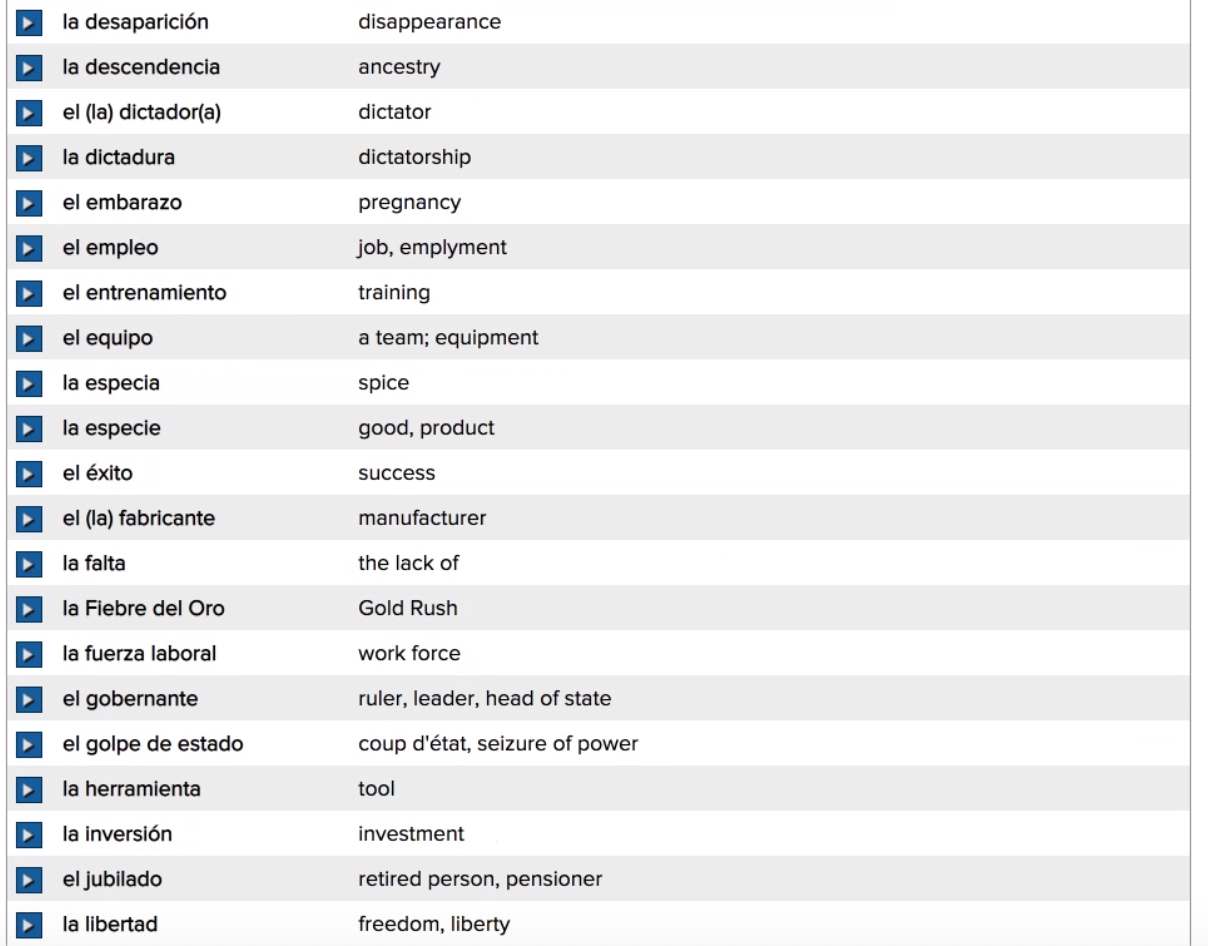 la desaparición disappearance
la descendencia ancestry
el (la) dictador(a) dictator
la dictadura dictatorship
el embarazo pregnancy
el empleo job, emplyment
el entrenamiento training
el equipo a team; equipment
la especia spice
la especie good, product
el éxito success
el (la) fabricante manufacturer
la falta the lack of
la Fiebre del Oro Gold Rush
la fuerza laboral work force
el gobernante ruler, leader, head of state
el golpe de estado coup d'état, seizure of power
la herramienta tool
la inversión investment
el jubilado retired person, pensioner
la libertad freedom, liberty